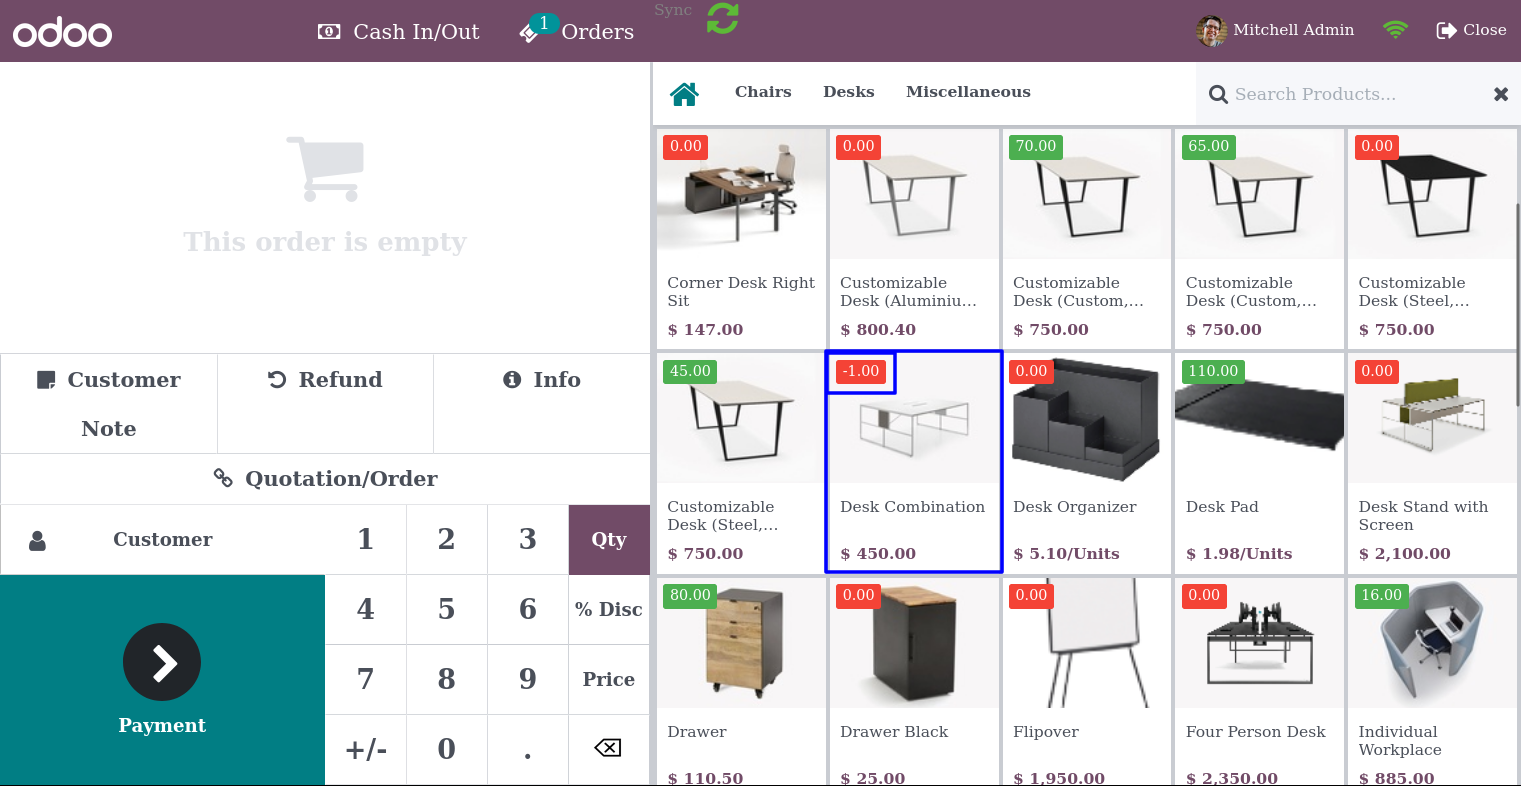 odoo
Cash In/Out
1
Orders
Sync
Mitchell Admin
Close
This order is empty
Customer
Note
Refund
Info
Quotation/Order
Customer
1
2
3
Qty
4
5
6
% Disc
7
8
9
Price
+/-
0
.
Payment
Chairs
Desks
Miscellaneous
Search Products...
0.00
Corner Desk Right
Sit
$ 147.00
0.00
Customizable
Desk (Aluminiu...
$ 800.40
70.00
Customizable
Desk (Custom,...
$ 750.00
65.00
Customizable
Desk (Custom,...
$ 750.00
0.00
Customizable
Desk (Steel,...
$ 750.00
45.00
Customizable
Desk (Steel,...
$ 750.00
-1.00
Desk Combination
$ 450.00
0.00
Desk Organizer
$ 5.10/Units
110.00
Desk Pad
$ 1.98/Units
0.00
Desk Stand with
Screen
$ 2,100.00
80.00
Drawer
$ 110.50
0.00
Drawer Black
$ 25.00
0.00
Flipover
$ 1,950.00
0.00
Four Person Desk
$ 2,350.00
16.00
Individual
Workplace
$ 885.00